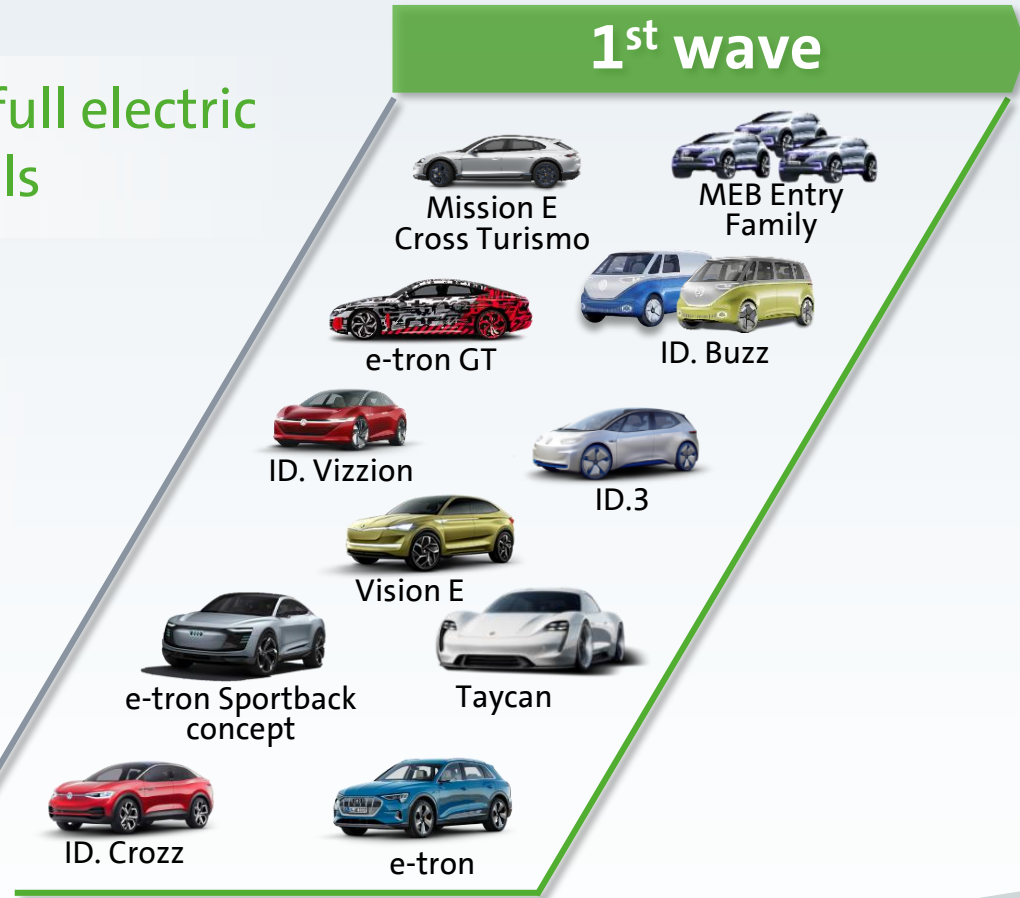 1st wave
full electric
ls
Mission E
Cross Turismo
MEB Entry
Family
e-tron GT
ID. Buzz
ID. Vizzion
ID.3
Vision E
e-tron Sportback
concept
Taycan
ID. Crozz
e-tron